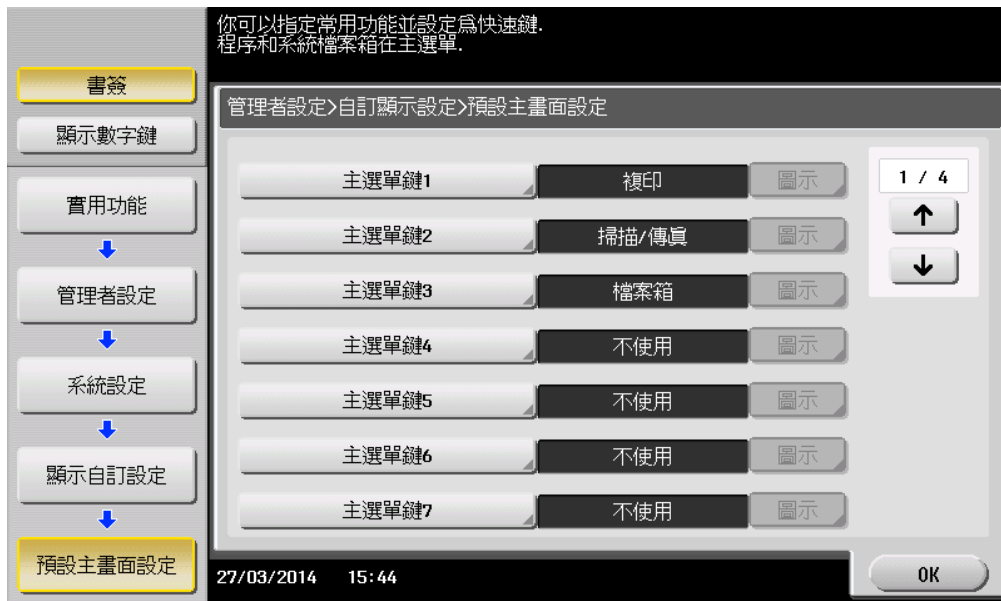 你可以指定常用功能並設定爲快速鍵.
程序和系統檔案箱在主選單.
書簽
顯示數字鍵
實用功能
管理者設定
系統設定
顯示自訂設定
預設主畫面設定
管理者設定>自訂顯示設定>預設主畫面設定
主選單鍵1 複印 圖示
主選單鍵2 掃描/傳眞 圖示
主選單鍵3 檔案箱 圖示
主選單鍵4 不使用 圖示
主選單鍵5 不使用 圖示
主選單鍵6 不使用 圖示
主選單鍵7 不使用 圖示
1 / 4
27/03/2014 15:44
OK